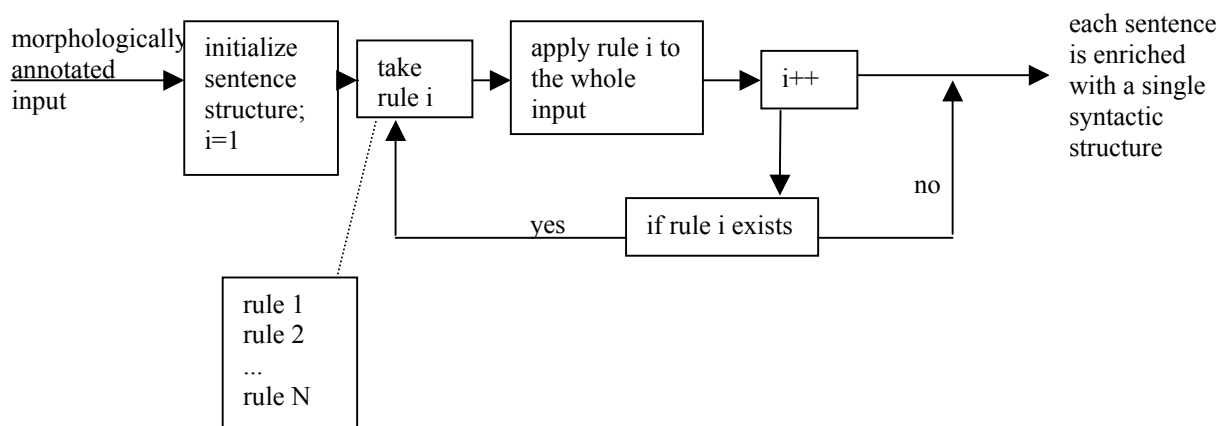 morphologically
annotated
input
initialize
sentence
structure;
i=1
take
rule i
apply rule i to
the whole
input
i++
each sentence
is enriched
with a single
syntactic
structure
yes
if rule i exists
no
rule 1
rule 2
...
rule N